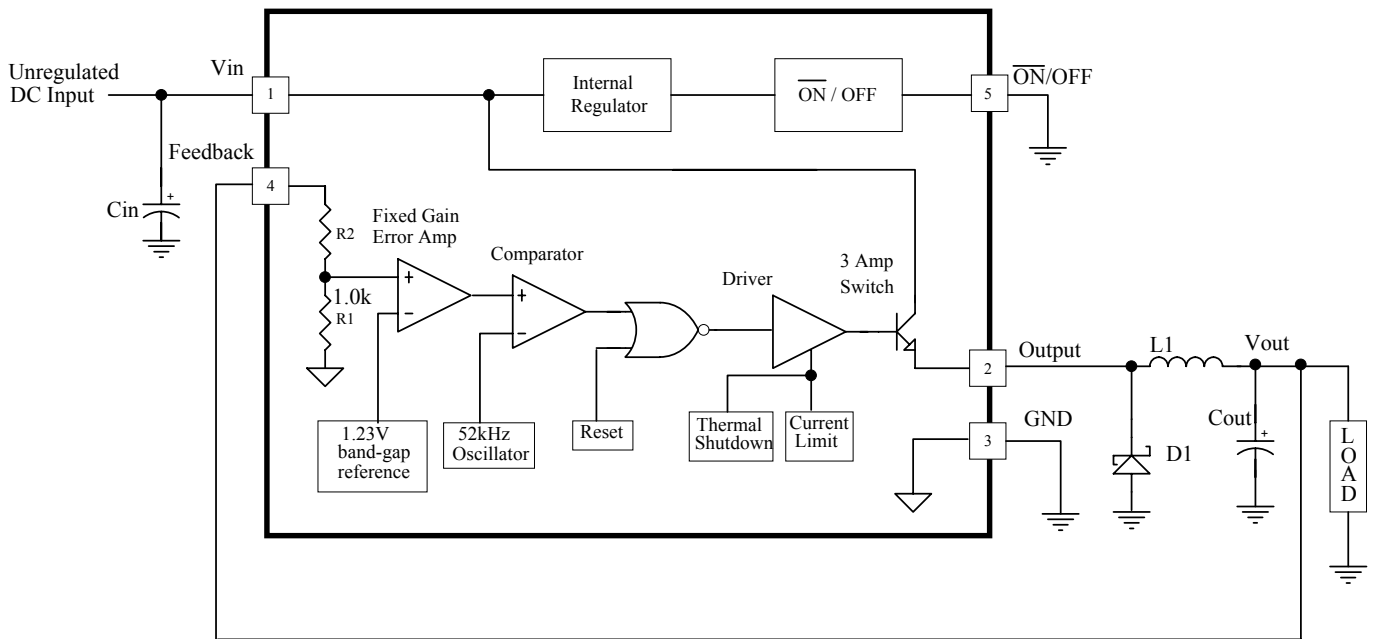 Unregulated
DC Input
Vin
1
Internal
Regulator
ON / OFF
5
ON/OFF
Feedback
4
Cin
+
R2
1.0k
R1
Fixed Gain
Error Amp
+
−
Comparator
+
−
Driver
3 Amp
Switch
2
Output
L1
Vout
1.23V
band-gap
reference
52kHz
Oscillator
Reset
Thermal
Shutdown
Current
Limit
GND
3
D1
Cout
+
LOAD